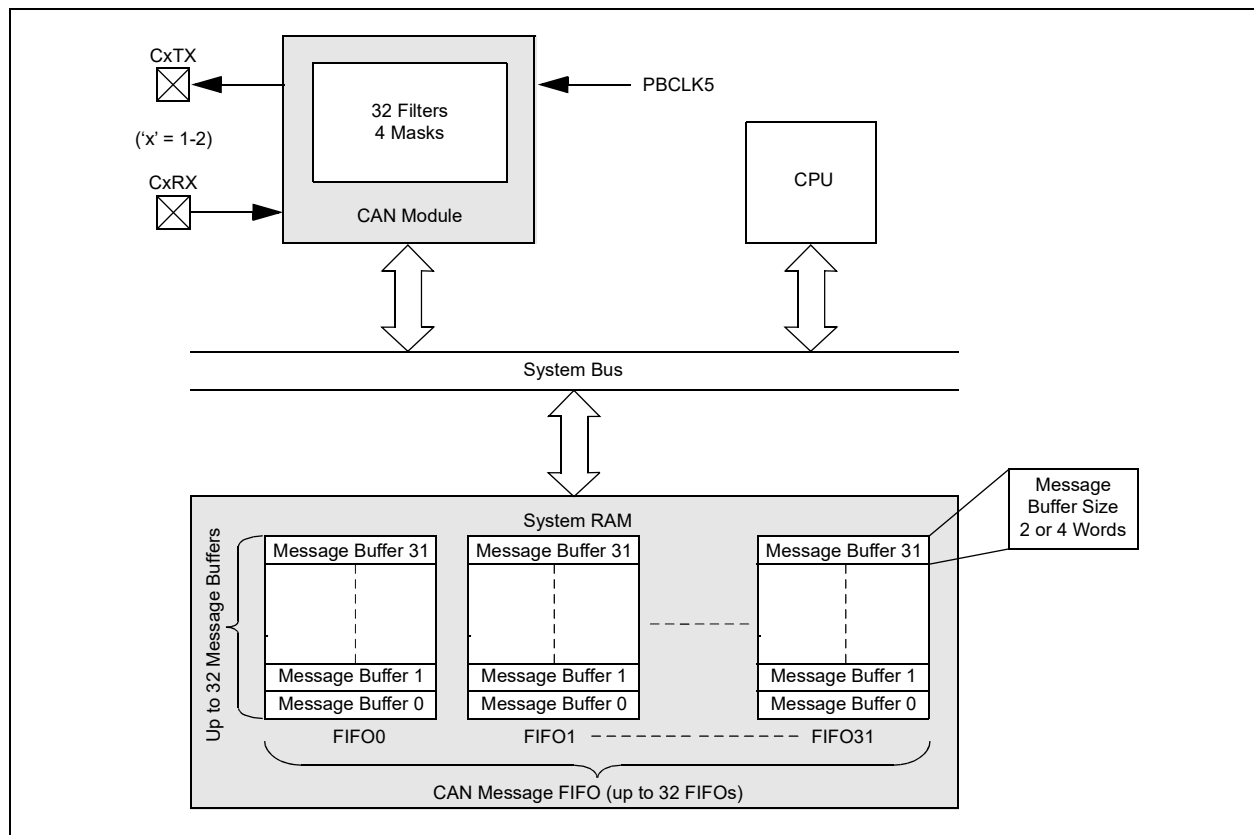 CxTX
PBCLK5
32 Filters
4 Masks
(‘x’ = 1-2)
CPU
CxRX
CAN Module
System Bus
Message
Buffer Size
2 or 4 Words
System RAM
Up to 32 Message Buffers
Message Buffer 31
Message Buffer 31
Message Buffer 31
Message Buffer 1
Message Buffer 1
Message Buffer 1
Message Buffer 0
Message Buffer 0
Message Buffer 0
FIFO0
FIFO1
FIFO31
CAN Message FIFO (up to 32 FIFOs)